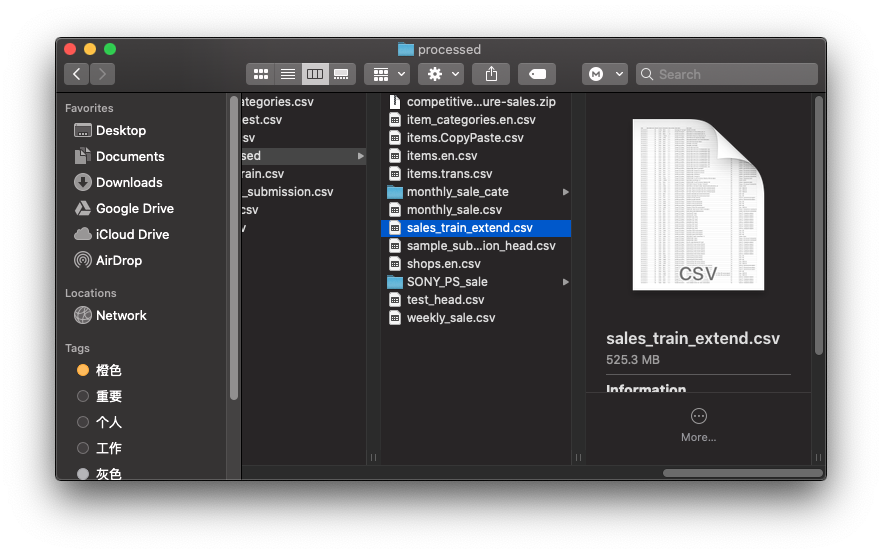 processed
Search
Favorites
Desktop
Documents
Downloads
Google Drive
iCloud Drive
AirDrop
Locations
Network
Tags
橙色
重要
个人
工作
灰色
ategories.csv
est.csv
sv
sed
rain.csv
_submission.csv
csv
v
competitive...ure-sales.zip
item_categories.en.csv
items.CopyPaste.csv
items.en.csv
items.trans.csv
monthly_sale_cate
monthly_sale.csv
sales_train_extend.csv
sample_sub...ion_head.csv
shops.en.csv
SONY_PS_sale
test_head.csv
weekly_sale.csv
CSV
sales_train_extend.csv
525.3 MB
Information
More...